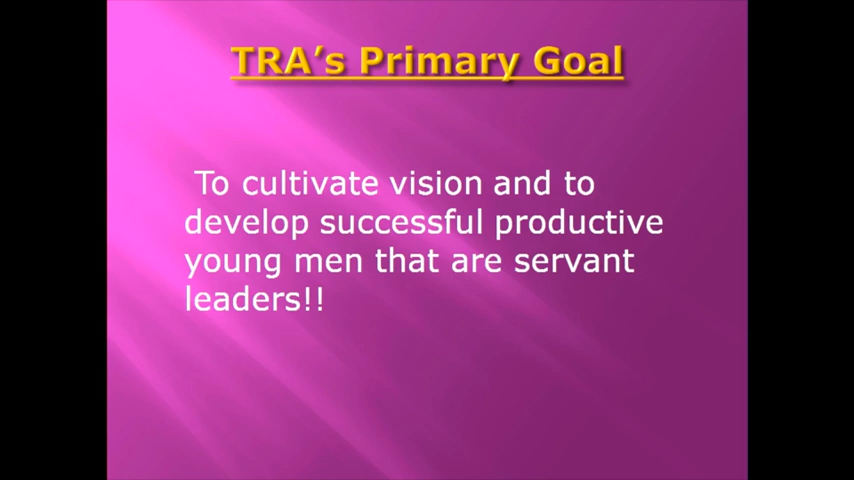 TRA’s Primary Goal
To cultivate vision and to
develop successful productive
young men that are servant
leaders!!